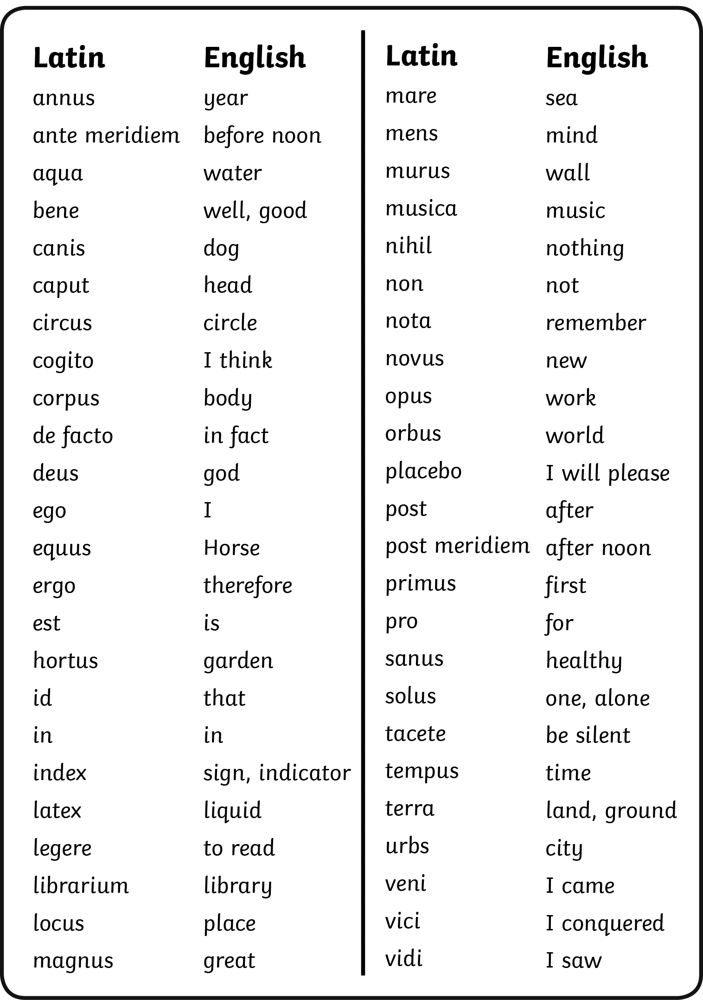 Latin English
annus year
ante meridiem before noon
aqua water
bene well, good
canis dog
caput head
circus circle
cogito I think
corpus body
de facto in fact
deus god
ego I
equus Horse
ergo therefore
est is
hortus garden
id that
in in
index sign, indicator
latex liquid
legere to read
librarium library
locus place
magnus great
Latin English
mare sea
mens mind
murus wall
musica music
nihil nothing
non not
nota remember
novus new
opus work
orbus world
placebo I will please
post after
post meridiem after noon
primus first
pro for
sanus healthy
solus one, alone
tacete be silent
tempus time
terra land, ground
urbs city
veni I came
vici I conquered
vidi I saw